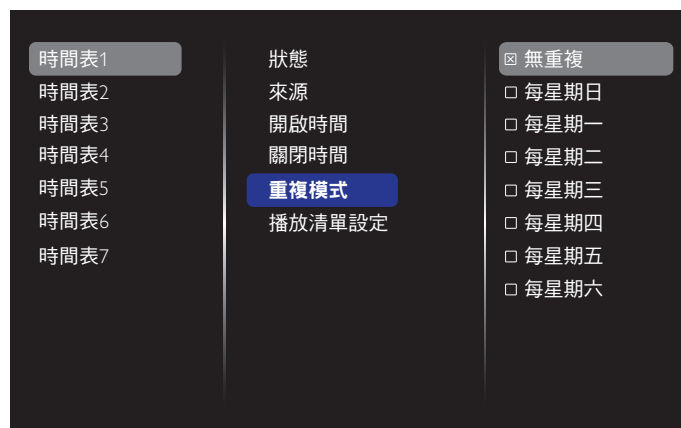 時間表1
時間表2
時間表3
時間表4
時間表5
時間表6
時間表7
狀態
來源
開啟時間
關閉時間
重複模式
播放清單設定
☒ 無重複
☐ 每星期日
☐ 每星期一
☐ 每星期二
☐ 每星期三
☐ 每星期四
☐ 每星期五
☐ 每星期六